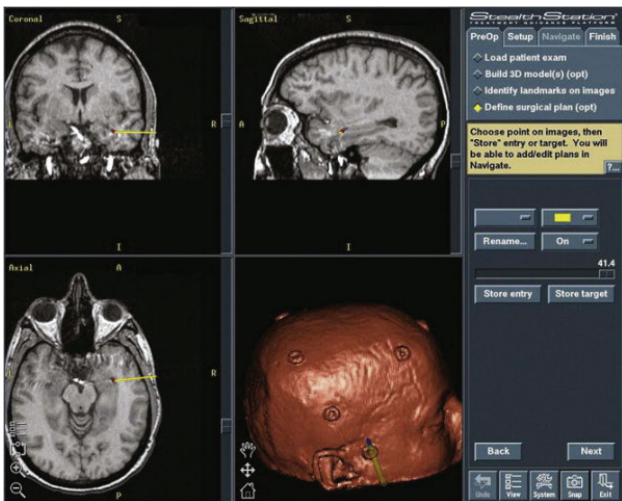 Coronal S
L R
I
Sagittal S
A P
I
Axial A
L R
P
StealthStation
TREATMENT GUIDANCE PLATFORM
PreOp Setup Navigate Finish
Load patient exam
Build 3D model(s) (opt)
Identify landmarks on images
Define surgical plan (opt)
Choose point on images, then
"Store" entry or target. You will
be able to add/edit plans in
Navigate.
?...
Rename... On
41.4
Store entry Store target
Back Next
Undo View System Snap Exit